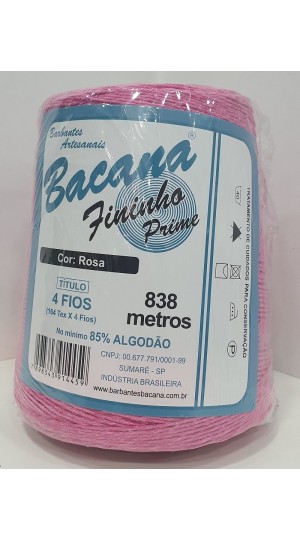 Barbantes
Artesanais
Bacana®
Fininho
Prime
Cor: Rosa
TÍTULO
4 FIOS
(184 Tex X 4 Fios)
838
metros
No mínimo 85% ALGODÃO
CNPJ: 00.677.791/0001-99
SUMARÉ - SP
INDÚSTRIA BRASILEIRA
www.barbantesbacana.com.br
TRATAMENTO DE CUIDADOS PARA CONSERVAÇÃO
40°
P